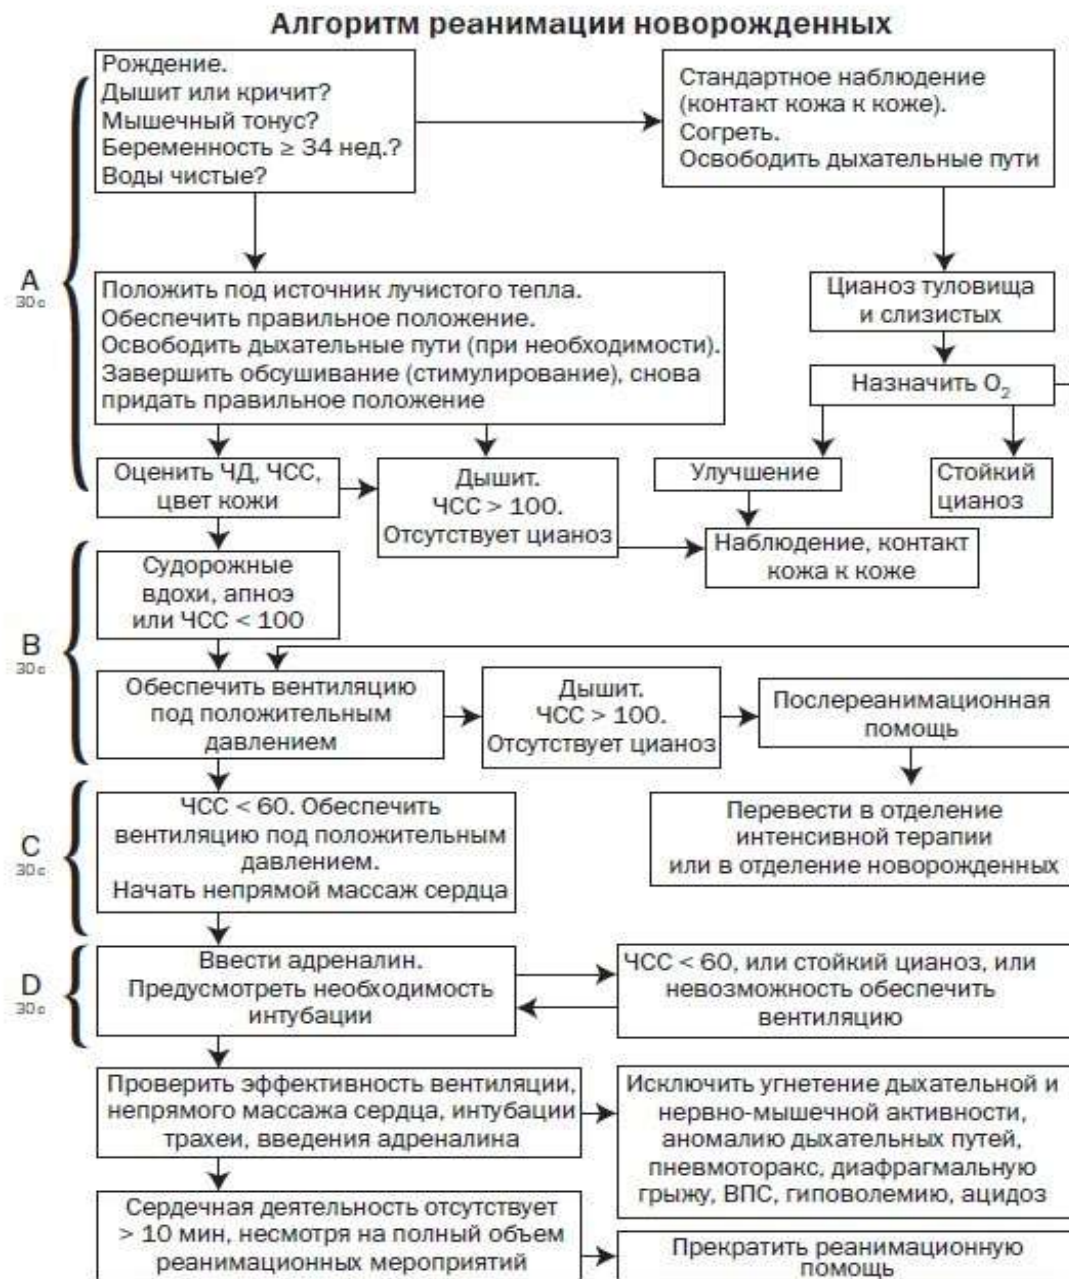 Алгоритм реанимации новорожденных
Рождение.
Дышит или кричит?
Мышечный тонус?
Беременность ≥ 34 нед.?
Воды чистые?
Стандартное наблюдение
(контакт кожа к коже).
Согреть.
Освободить дыхательные пути
A
30 с
Положить под источник лучистого тепла.
Обеспечить правильное положение.
Освободить дыхательные пути (при необходимости).
Завершить обсушивание (стимулирование), снова
придать правильное положение
Цианоз туловища
и слизистых
Назначить O₂
Оценить ЧД, ЧСС,
цвет кожи
Дышит.
ЧСС > 100.
Отсутствует цианоз
Улучшение
Стойкий
цианоз
Наблюдение, контакт
кожа к коже
B
30 с
Судорожные
вдохи, апноэ
или ЧСС < 100
Обеспечить вентиляцию
под положительным
давлением
Дышит.
ЧСС > 100.
Отсутствует цианоз
Послереанимационная
помощь
C
30 с
ЧСС < 60. Обеспечить
вентиляцию под положительным
давлением.
Начать непрямой массаж сердца
Перевести в отделение
интенсивной терапии
или в отделение новорожденных
D
30 с
Ввести адреналин.
Предусмотреть необходимость
интубации
ЧСС < 60, или стойкий цианоз, или
невозможность обеспечить
вентиляцию
Проверить эффективность вентиляции,
непрямого массажа сердца, интубации
трахеи, введения адреналина
Исключить угнетение дыхательной и
нервно-мышечной активности,
аномалию дыхательных путей,
пневмоторакс, диафрагмальную
грыжу, ВПС, гиповолемию, ацидоз
Сердечная деятельность отсутствует
> 10 мин, несмотря на полный объем
реанимационных мероприятий
Прекратить реанимационную
помощь